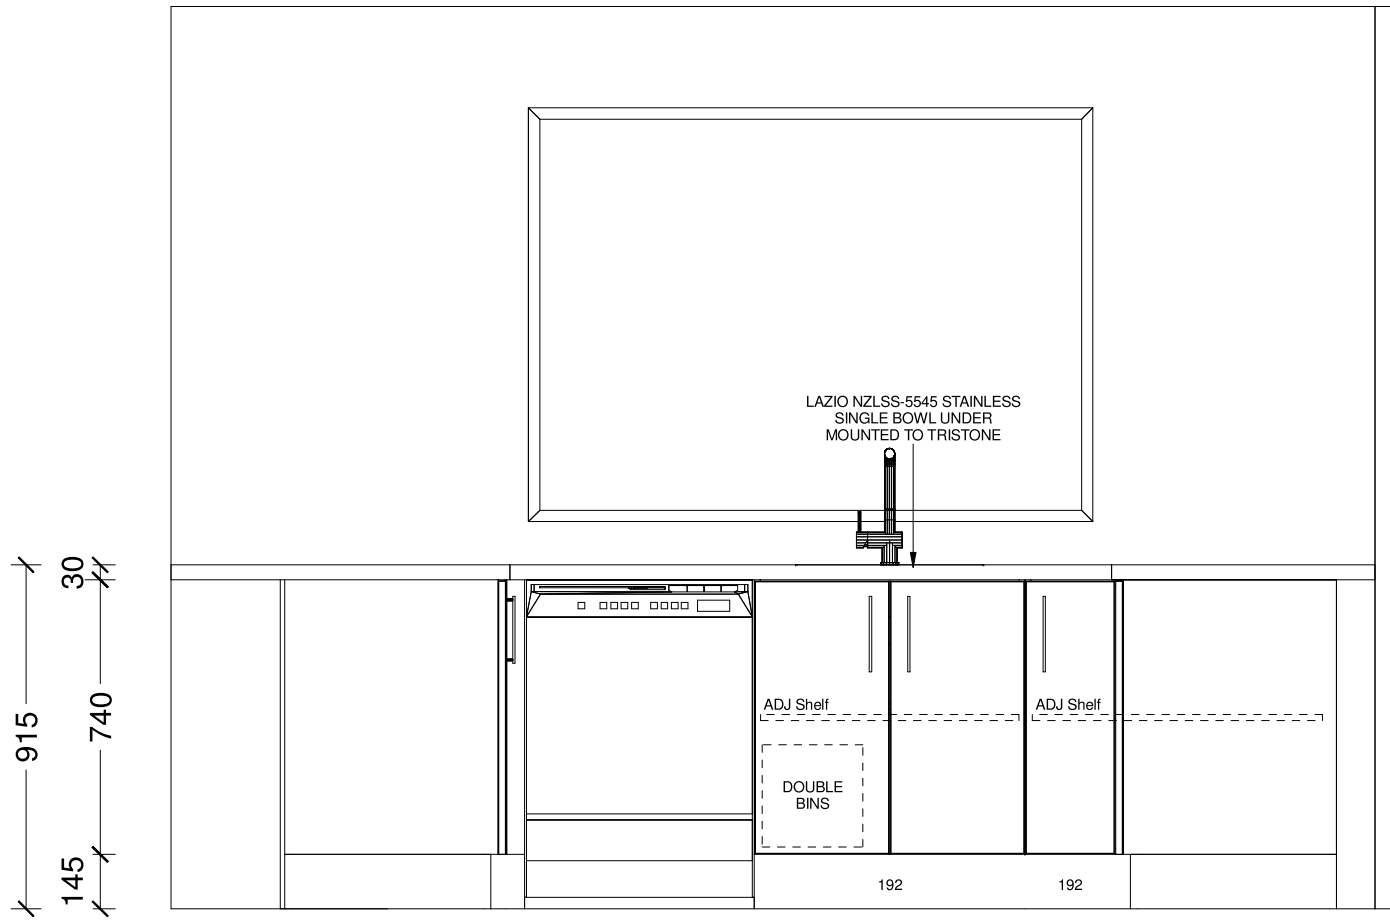 LAZIO NZLSS-5545 STAINLESS
SINGLE BOWL UNDER
MOUNTED TO TRISTONE
30
915
740
145
ADJ Shelf
ADJ Shelf
DOUBLE
BINS
192
192